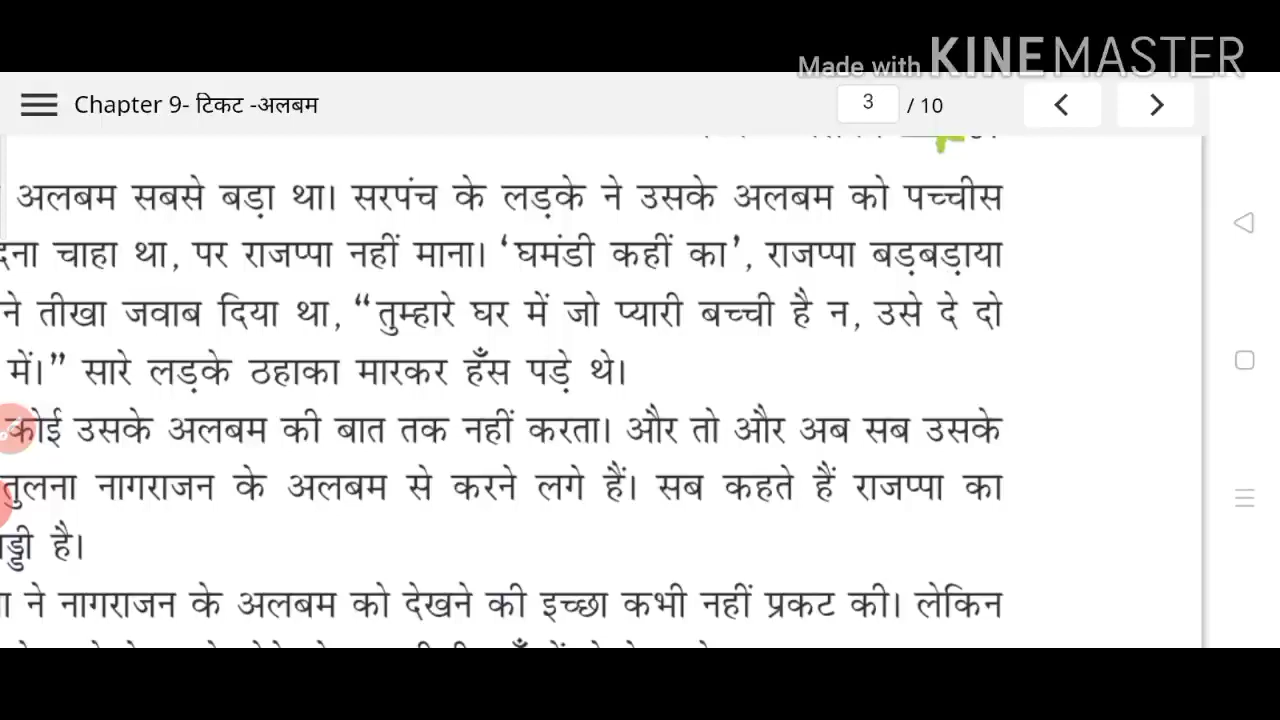 Made with KINEMASTER
Chapter 9- टिकट -अलबम 3 / 10
अलबम सबसे बड़ा था। सरपंच के लड़के ने उसके अलबम को पच्चीस
चाहा था, पर राजप्पा नहीं माना। ‘घमंडी कहीं का’, राजप्पा बड़बड़ाया
ने तीखा जवाब दिया था, “तुम्हारे घर में जो प्यारी बच्ची है न, उसे दे दो
में।” सारे लड़के ठहाका मारकर हँस पड़े थे।
कोई उसके अलबम की बात तक नहीं करता। और तो और अब सब उसके
तुलना नागराजन के अलबम से करने लगे हैं। सब कहते हैं राजप्पा का
है।
ने नागराजन के अलबम को देखने की इच्छा कभी नहीं प्रकट की। लेकिन